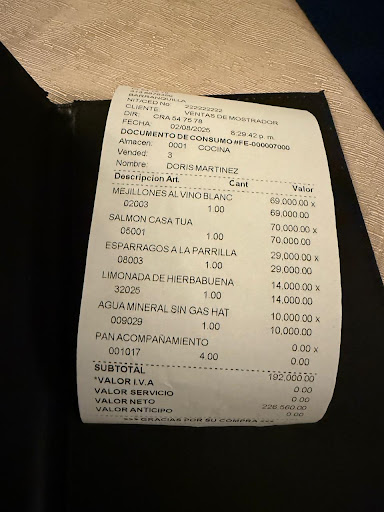 BARRANQUILLA
NIT/CED No: 222222222
CLIENTE: VENTAS DE MOSTRADOR
DIR: CRA 54 75 78
FECHA: 02/08/2025 8:29:42 p. m.
DOCUMENTO DE CONSUMO #FE-000007000
Almacen: 0001 COCINA
Vended: 3
Nombre: DORIS MARTINEZ
Descripcion Art. Cant Valor
MEJILLONES AL VINO BLANC 69,000.00 x
02003 1.00 69,000.00
SALMON CASA TUA 70,000.00 x
05001 1.00 70,000.00
ESPARRAGOS A LA PARRILLA 29,000.00 x
08003 1.00 29,000.00
LIMONADA DE HIERBABUENA 14,000.00 x
32025 1.00 14,000.00
AGUA MINERAL SIN GAS HAT 10,000.00 x
009029 1.00 10,000.00
PAN ACOMPAÑAMIENTO 0.00 x
001017 4.00 0.00
SUBTOTAL 192,000.00
*VALOR I.V.A 0.00
VALOR SERVICIO 0.00
VALOR NETO 226,560.00
VALOR ANTICIPO 0.00
*** GRACIAS POR SU COMPRA ***